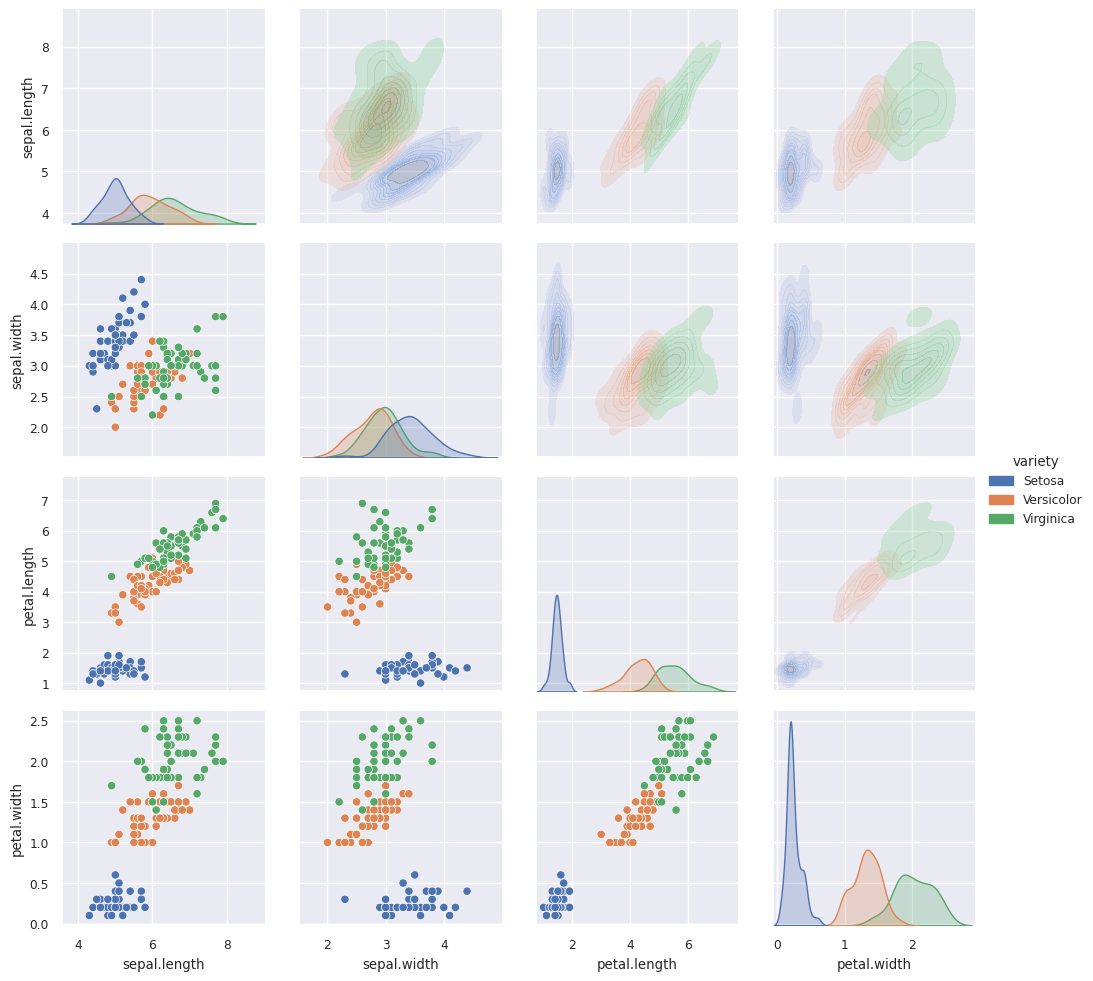 8
7
6
5
4
sepal.length
4.5
4.0
3.5
3.0
2.5
2.0
sepal.width
variety
Setosa
Versicolor
Virginica
7
6
5
4
3
2
1
petal.length
2.5
2.0
1.5
1.0
0.5
0.0
petal.width
4 6 8 2 3 4 2 4 6 0 1 2
sepal.length sepal.width petal.length petal.width